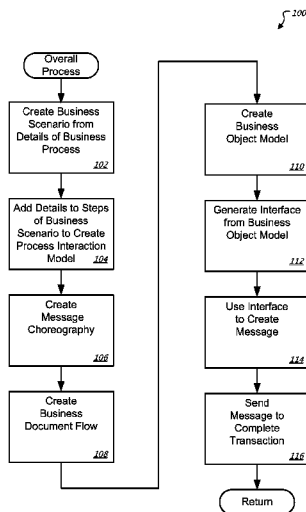 100
Overall
Process
Create Business
Scenario from
Details of Business
Process
102
Add Details to Steps
of Business
Scenario to Create
Process Interaction
Model
104
Create
Message
Choreography
106
Create
Business
Document Flow
108
Create
Business
Object Model
110
Generate Interface
from Business
Object Model
112
Use Interface
to Create
Message
114
Send
Message to
Complete
Transaction
116
Return